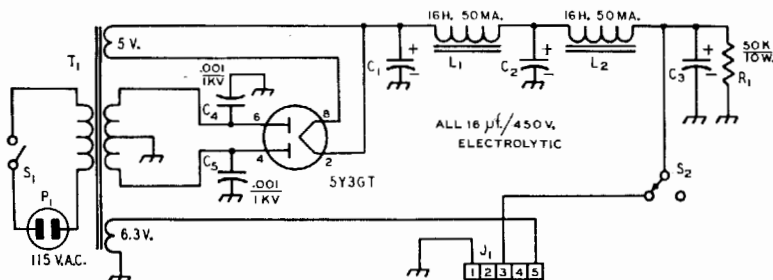 16H. 50MA.
16H. 50MA.
5 V.
T1
C1
+
-
L1
C2
+
-
L2
C3
+
-
50K
10W.
R1
.001
1KV
C4
6
8
4
2
C5
.001
1KV
5Y3GT
ALL 16 µf./450V.
ELECTROLYTIC
S1
P1
115 V.A.C.
6.3V.
S2
J1
1 2 3 4 5